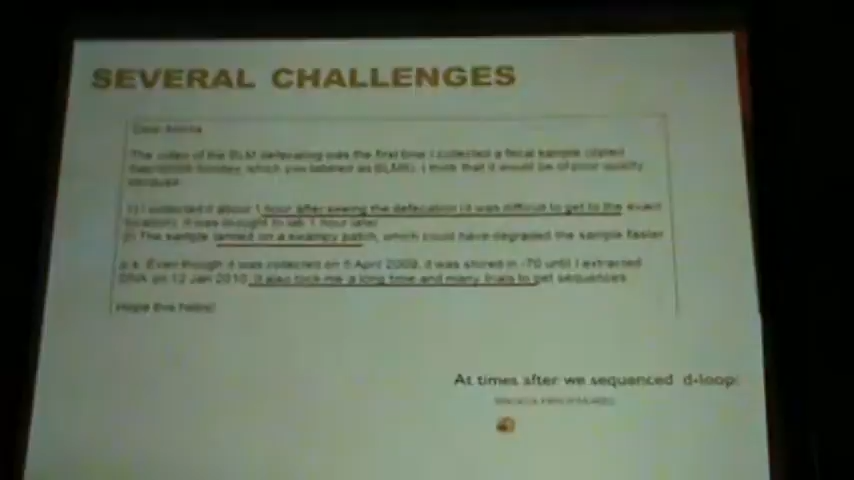 SEVERAL CHALLENGES
Dear
The video of the BLM defecating was the first time I collected a fecal sample
which you labeled as I note that it would be of poor quality
because
1) I collected it about 1 hour after seeing the defecation (it was difficult to get to the exact
location). It was brought to lab 1 hour later
2) The sample landed on a swampy patch, which could have degraded the sample faster
p.s. Even though it was collected on April 2009, it was stored in -70 until I extracted
DNA on 12 Jan 2010, it also took me a long time and many trials to get sequences
Hope this helps!
At times after we sequenced d-loop: